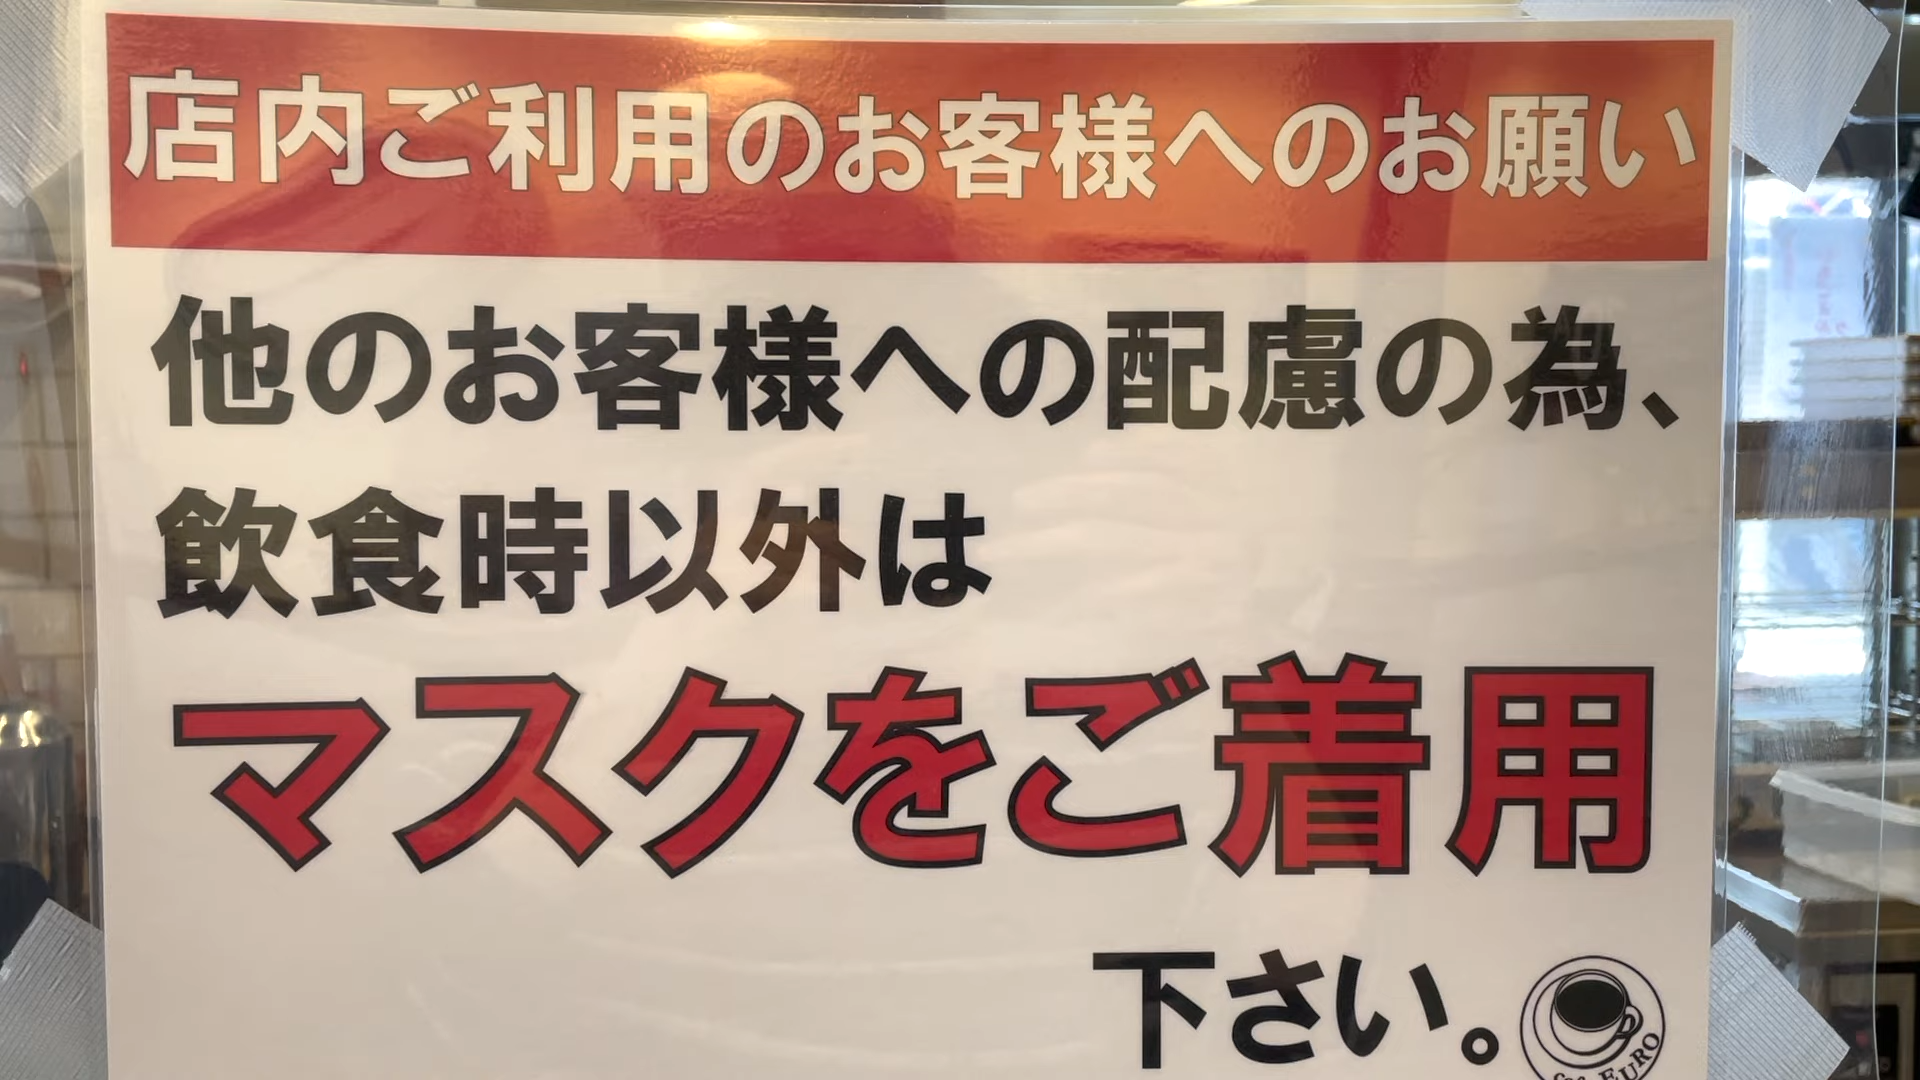 店内ご利用のお客様へのお願い
他のお客様への配慮の為、
飲食時以外は
マスクをご着用
下さい。
EURO